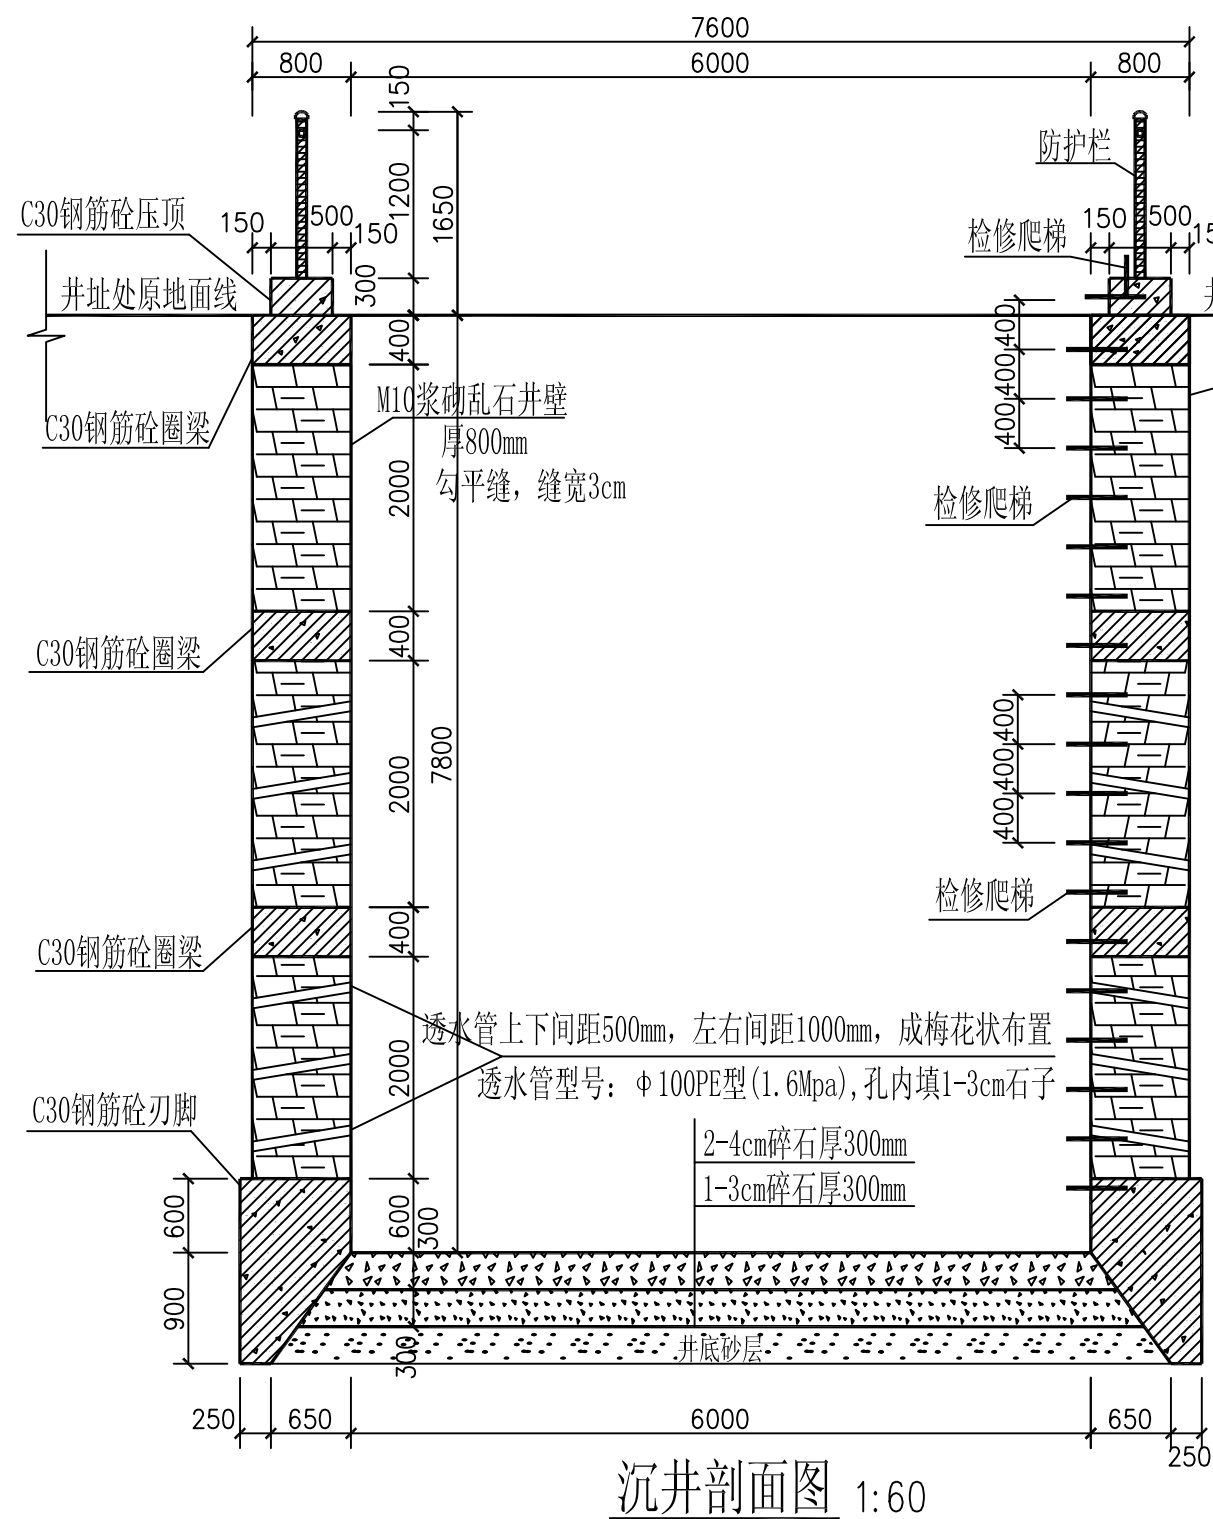 7600
800
6000
800
150
1200
1650
防护栏
C30钢筋砼压顶
150
500
150
检修爬梯
150
500
井址处原地面线
300
400
400
400
400
M10浆砌乱石井壁
厚800mm
勾平缝，缝宽3cm
C30钢筋砼圈梁
2000
检修爬梯
C30钢筋砼圈梁
400
7800
2000
400
400
400
检修爬梯
C30钢筋砼圈梁
400
透水管上下间距500mm，左右间距1000mm，成梅花状布置
透水管型号：ф100PE型(1.6Mpa),孔内填1-3cm石子
2000
C30钢筋砼刃脚
2-4cm碎石厚300mm
1-3cm碎石厚300mm
600
600
300
900
300
井底砂层
250
650
6000
650
250
沉井剖面图 1:60